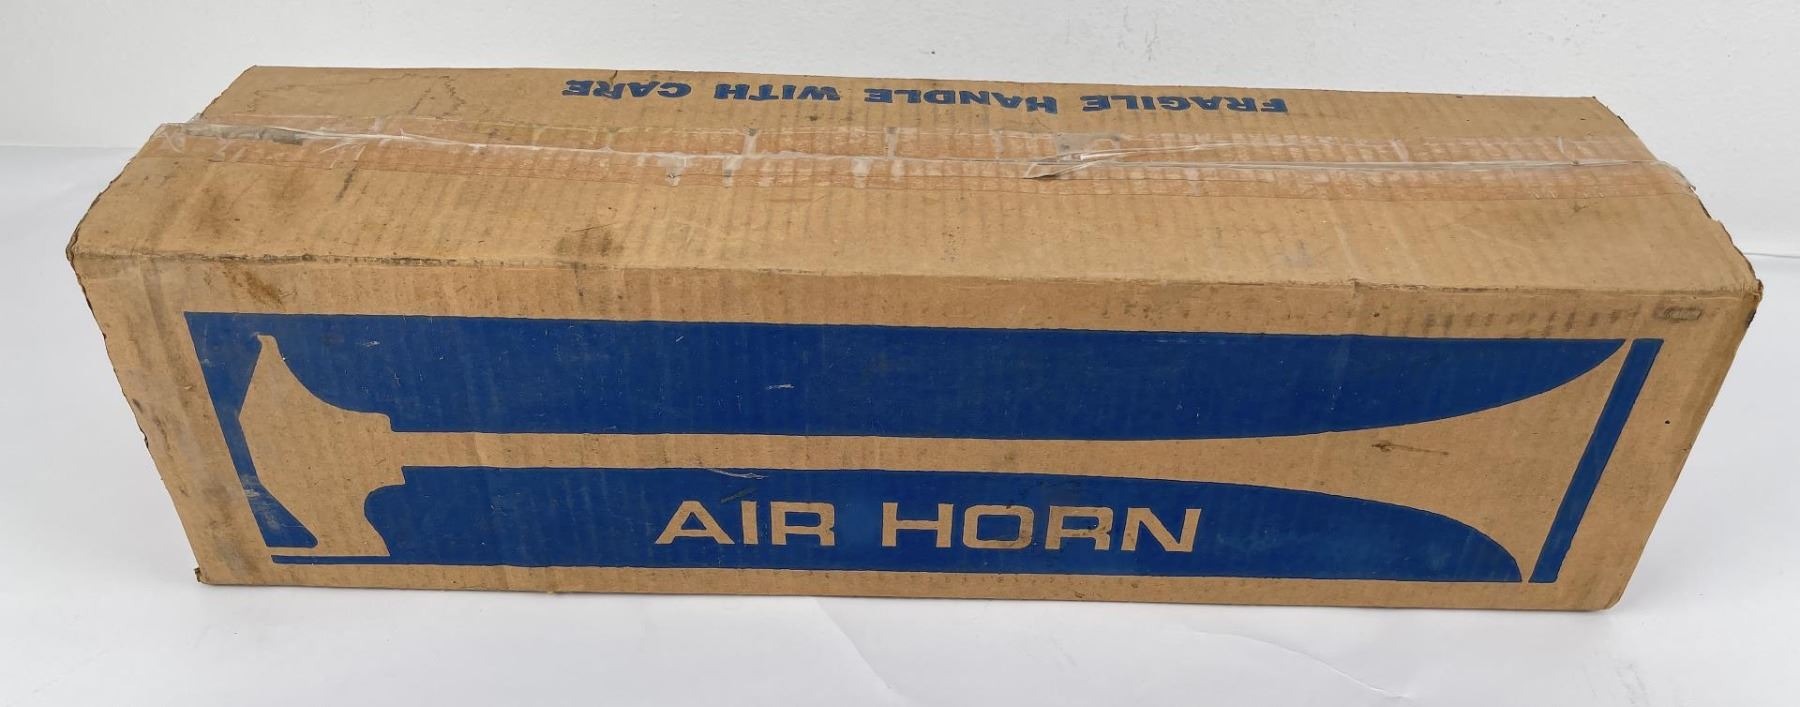 FRAGILE HANDLE WITH CARE
AIR HORN